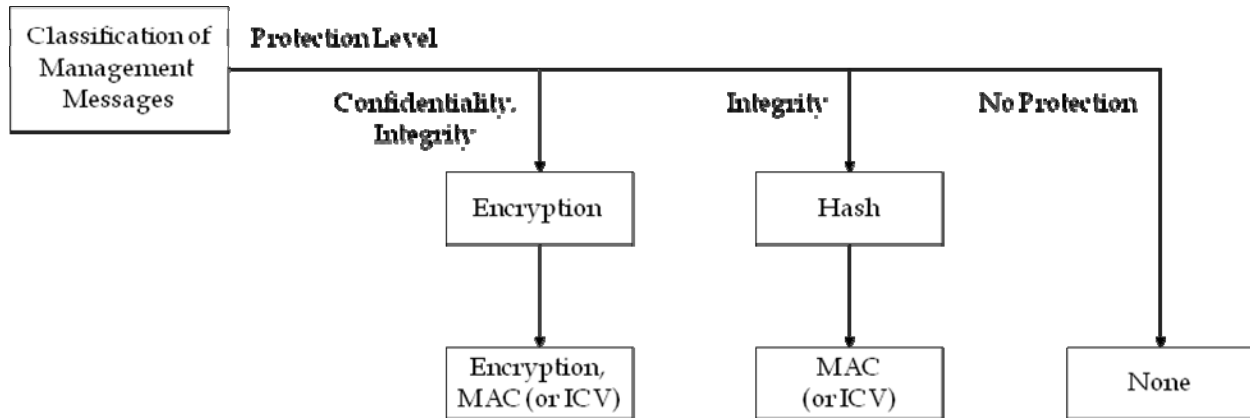 Classification of
Management
Messages
Protection Level
Confidentiality.
Integrity
Integrity
No Protection
Encryption
Hash
Encryption,
MAC (or ICV)
MAC
(or ICV)
None